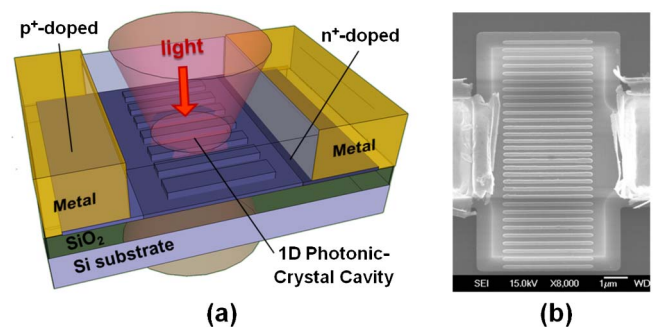 p+-doped
light
n+-doped
Metal
Metal
SiO2
Si substrate
1D Photonic-
Crystal Cavity
(a)
(b)
SEI 15.0kV X8,000 1μm WD